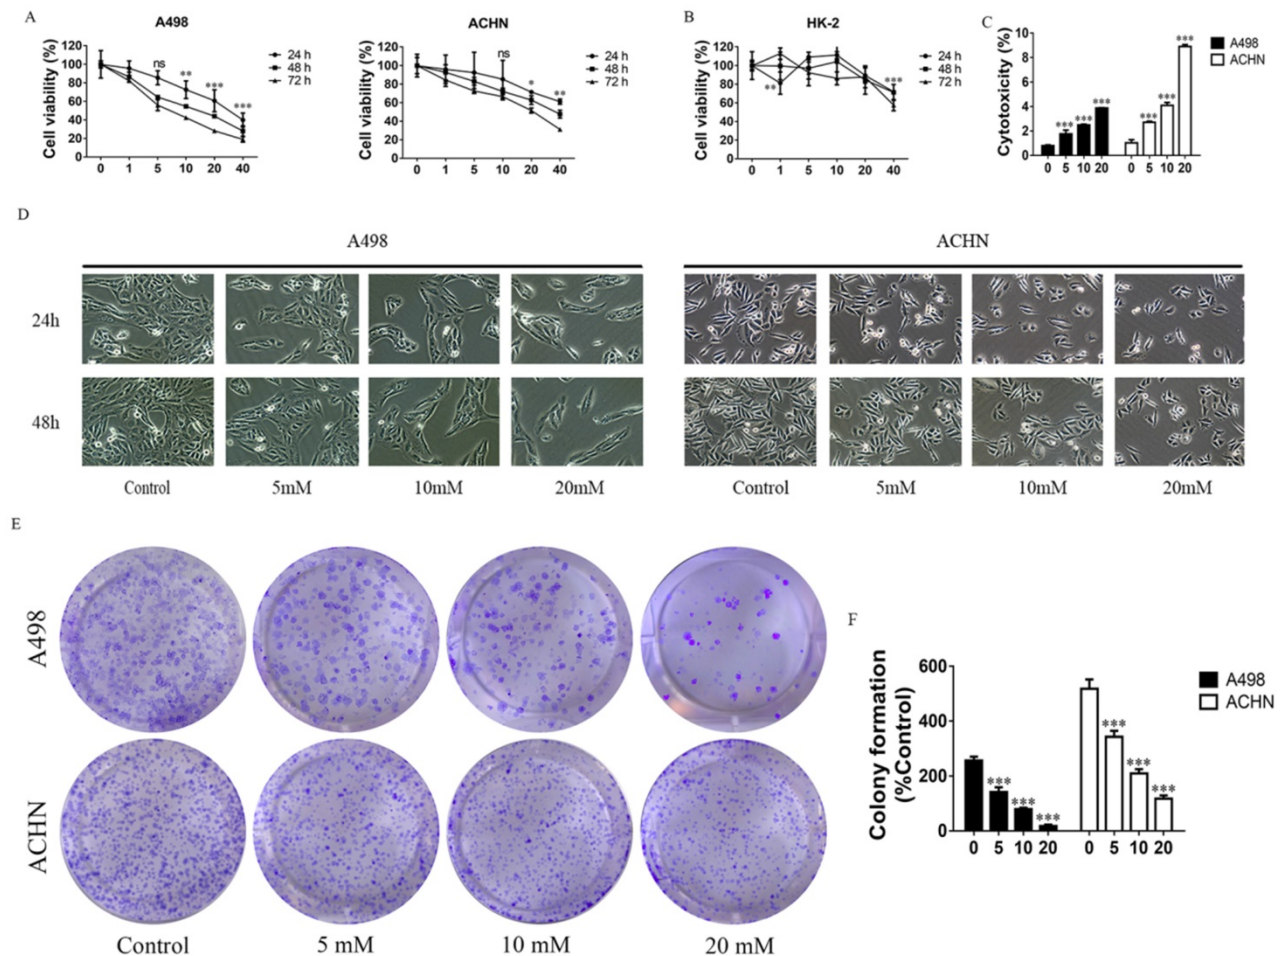 A
A498
Cell viability (%)
120
100
80
60
40
20
0
0 1 5 10 20 40
ns
**
***
***
24 h
48 h
72 h
ACHN
Cell viability (%)
120
100
80
60
40
20
0
0 1 5 10 20 40
ns
*
**
24 h
48 h
72 h
B
HK-2
Cell viability (%)
120
100
80
60
40
20
0
0 1 5 10 20 40
**
***
24 h
48 h
72 h
C
Cytotoxicity (%)
10
8
6
4
2
0
0 5 10 20 0 5 10 20
*** *** *** *** *** ***
A498
ACHN
D
A498 ACHN
24h
48h
Control 5mM 10mM 20mM Control 5mM 10mM 20mM
E
A498
ACHN
Control 5 mM 10 mM 20 mM
F
Colony formation
(%Control)
600
400
200
0
0 5 10 20 0 5 10 20
*** *** *** *** *** ***
A498
ACHN